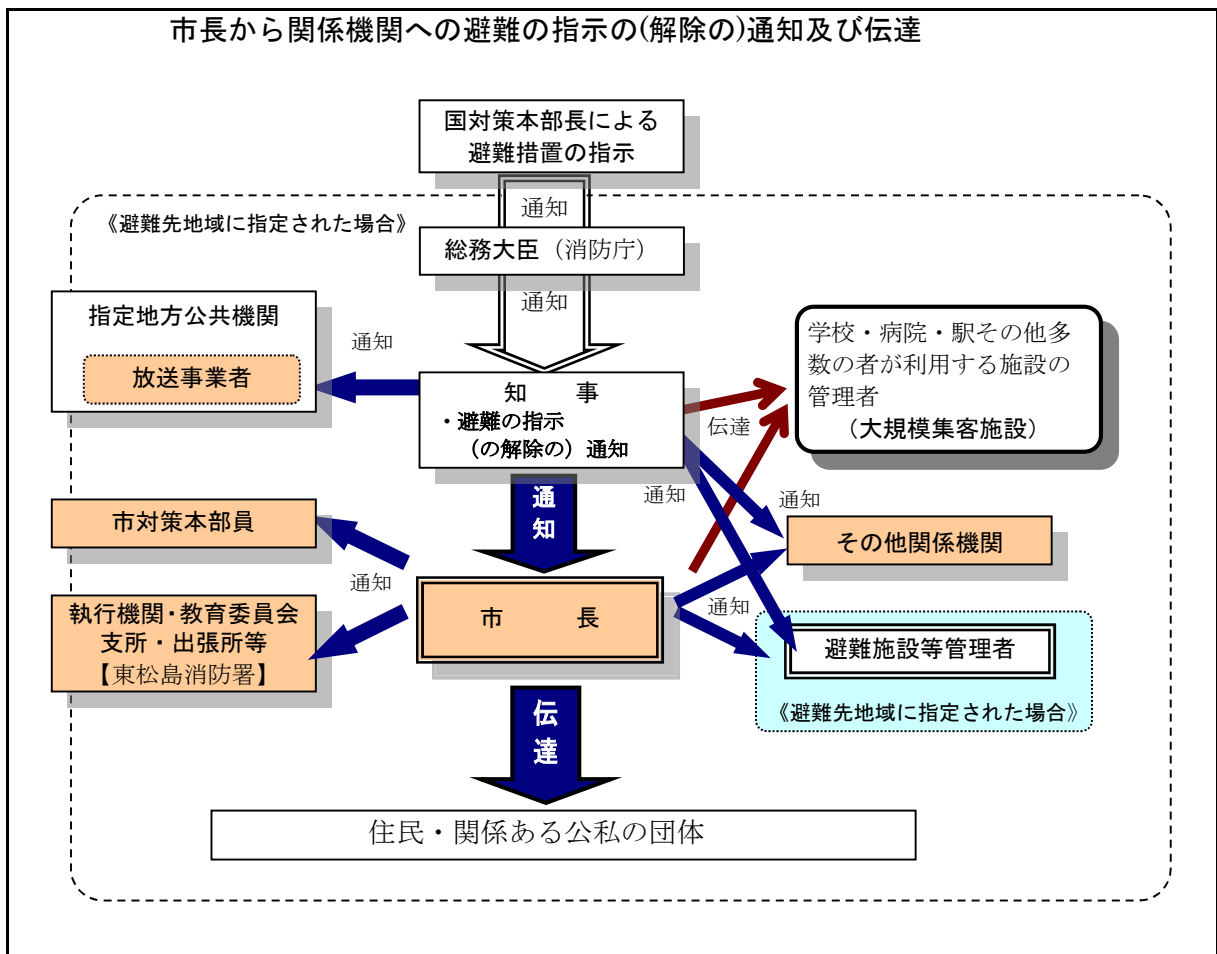 市長から関係機関への避難の指示の(解除の)通知及び伝達
国対策本部長による
避難措置の指示
通知
《避難先地域に指定された場合》
総務大臣（消防庁）
通知
指定地方公共機関
放送事業者
通知
知　事
・避難の指示
（の解除の）通知
学校・病院・駅その他多
数の者が利用する施設の
管理者
（大規模集客施設）
伝達
通知
通知
通知
市対策本部員
その他関係機関
通知
執行機関・教育委員会
支所・出張所等
【東松島消防署】
市　長
通知
避難施設等管理者
《避難先地域に指定された場合》
伝達
住民・関係ある公私の団体